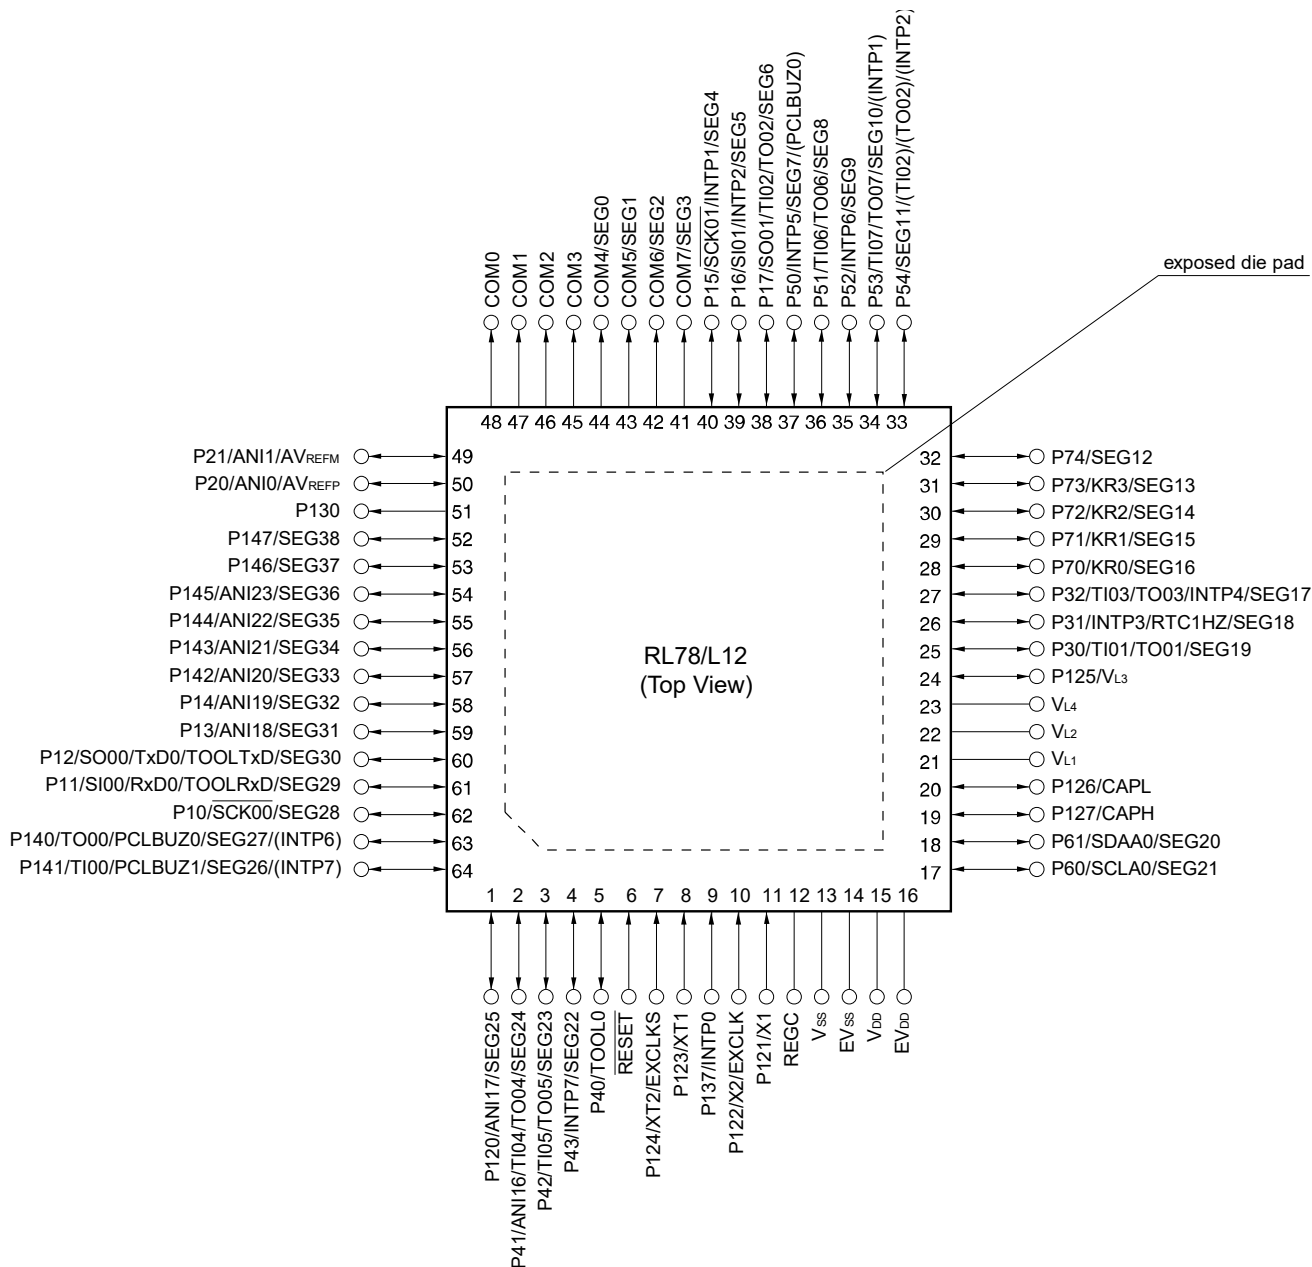 COM0
COM1
COM2
COM3
COM4/SEG0
COM5/SEG1
COM6/SEG2
COM7/SEG3
P15/SCK01/INTP1/SEG4
P16/SI01/INTP2/SEG5
P17/SO01/TI02/TO02/SEG6
P50/INTP5/SEG7/(PCLBUZ0)
P51/TI06/TO06/SEG8
P52/INTP6/SEG9
P53/TI07/TO07/SEG10/(INTP1)
P54/SEG11/(TI02)/(TO02)/(INTP2)
exposed die pad
48 47 46 45 44 43 42 41 40 39 38 37 36 35 34 33
P21/ANI1/AVREFM 49
P20/ANI0/AVREFP 50
P130 51
P147/SEG38 52
P146/SEG37 53
P145/ANI23/SEG36 54
P144/ANI22/SEG35 55
P143/ANI21/SEG34 56
P142/ANI20/SEG33 57
P14/ANI19/SEG32 58
P13/ANI18/SEG31 59
P12/SO00/TxD0/TOOLTxD/SEG30 60
P11/SI00/RxD0/TOOLRxD/SEG29 61
P10/SCK00/SEG28 62
P140/TO00/PCLBUZ0/SEG27/(INTP6) 63
P141/TI00/PCLBUZ1/SEG26/(INTP7) 64
RL78/L12
(Top View)
32 P74/SEG12
31 P73/KR3/SEG13
30 P72/KR2/SEG14
29 P71/KR1/SEG15
28 P70/KR0/SEG16
27 P32/TI03/TO03/INTP4/SEG17
26 P31/INTP3/RTC1HZ/SEG18
25 P30/TI01/TO01/SEG19
24 P125/VL3
23 VL4
22 VL2
21 VL1
20 P126/CAPL
19 P127/CAPH
18 P61/SDAA0/SEG20
17 P60/SCLA0/SEG21
1 2 3 4 5 6 7 8 9 10 11 12 13 14 15 16
P120/ANI17/SEG25
P41/ANI16/TI04/TO04/SEG24
P42/TI05/TO05/SEG23
P43/INTP7/SEG22
P40/TOOL0
RESET
P124/XT2/EXCLKS
P123/XT1
P137/INTP0
P122/X2/EXCLK
P121/X1
REGC
VSS
EVSS
VDD
EVDD